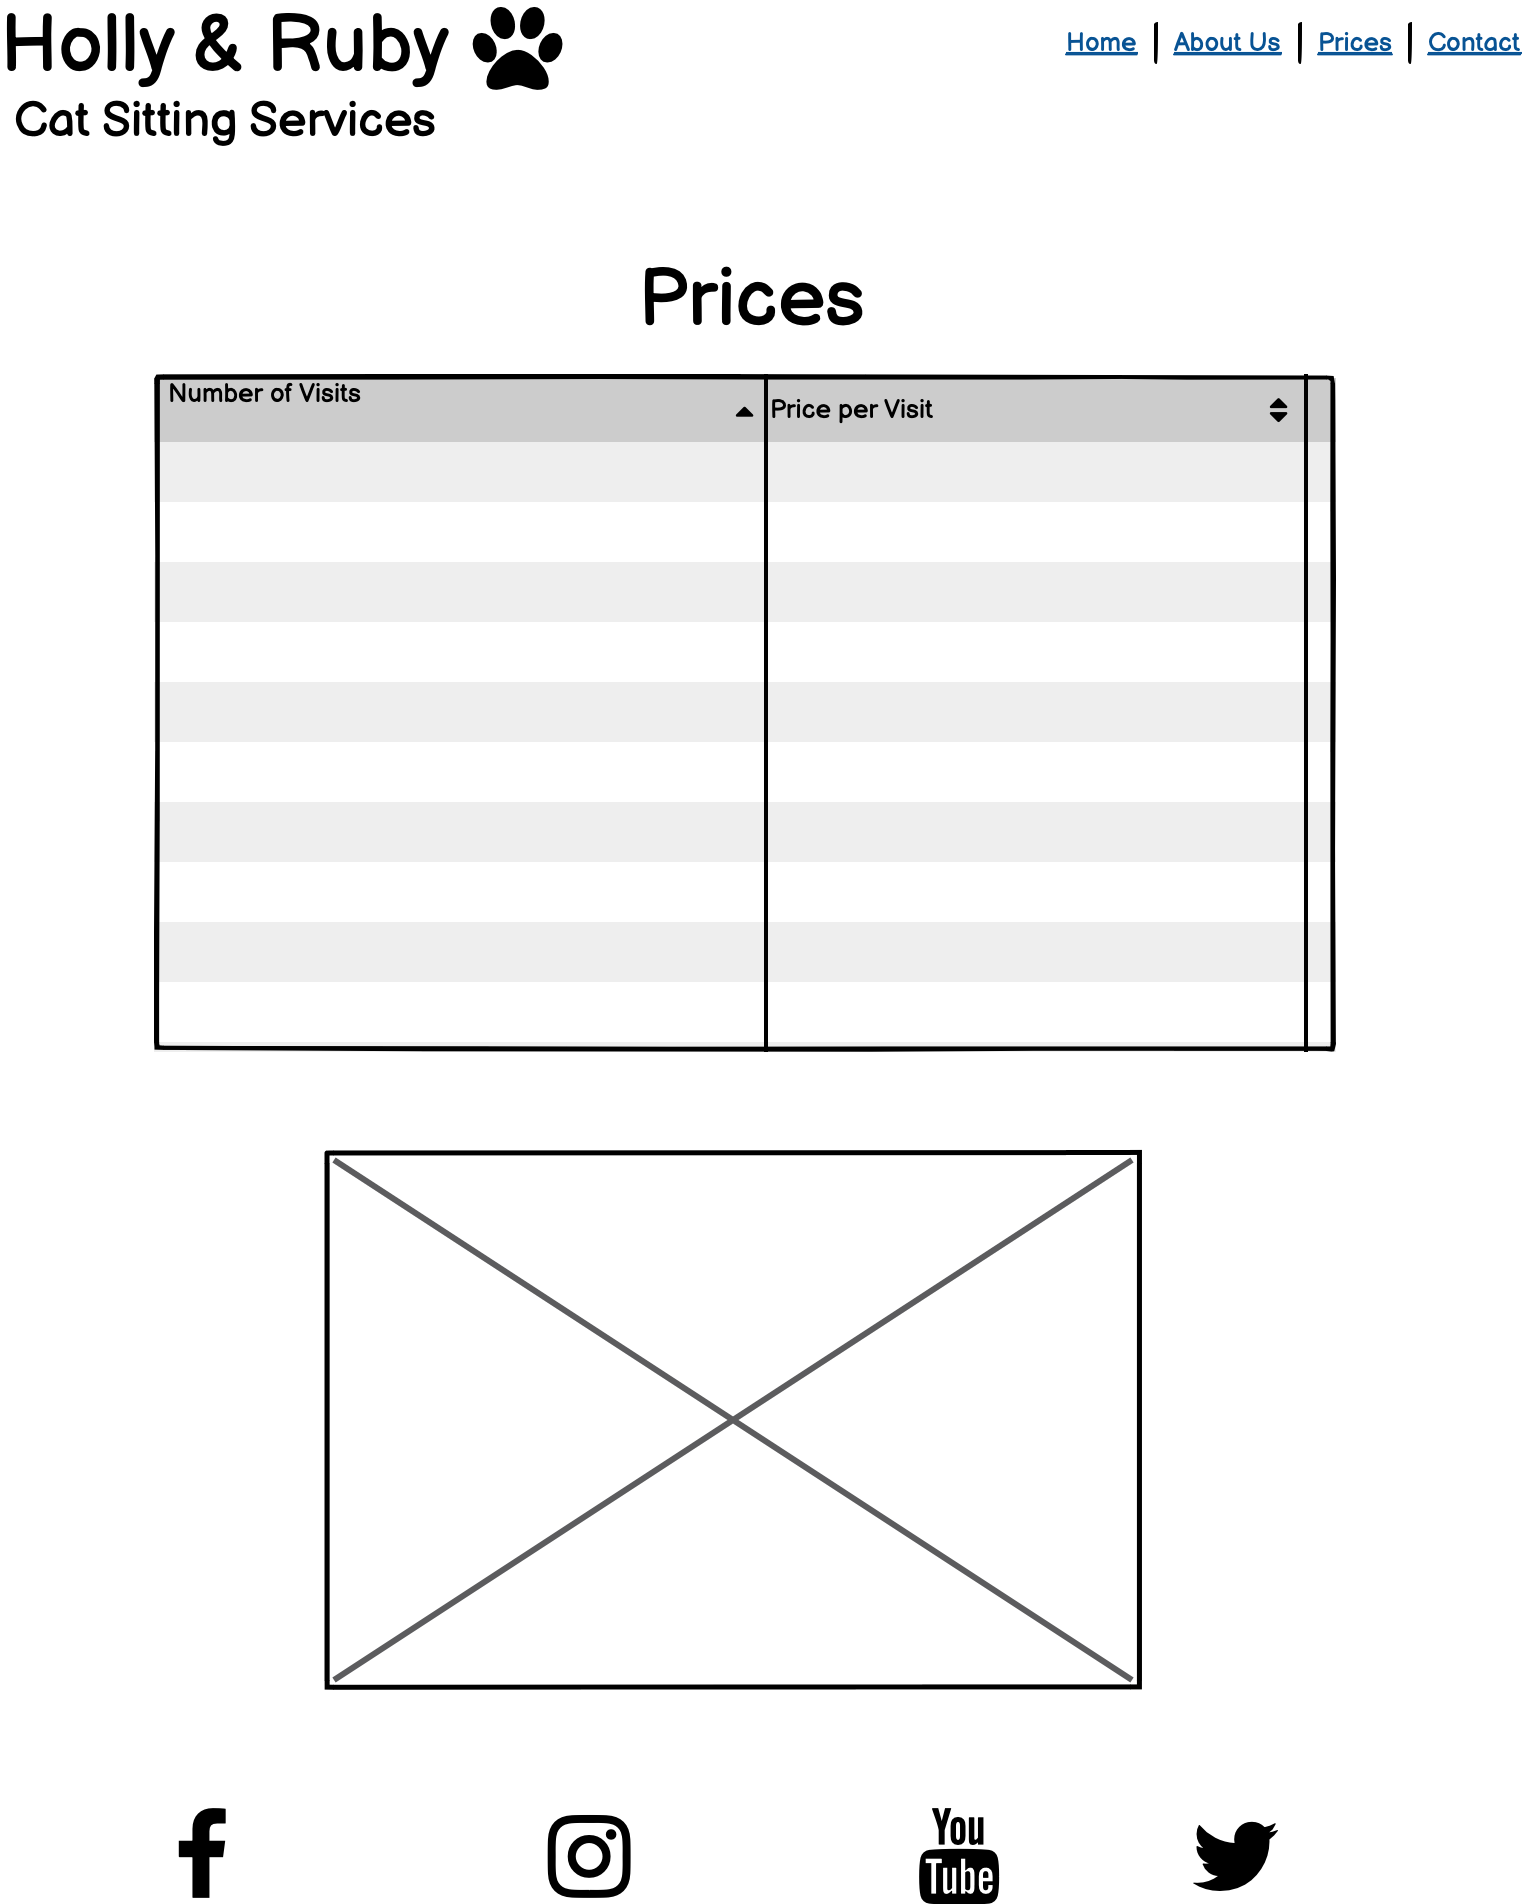 Holly & Ruby
Cat Sitting Services
Home | About Us | Prices | Contact
Prices
Number of Visits
Price per Visit
You
Tube